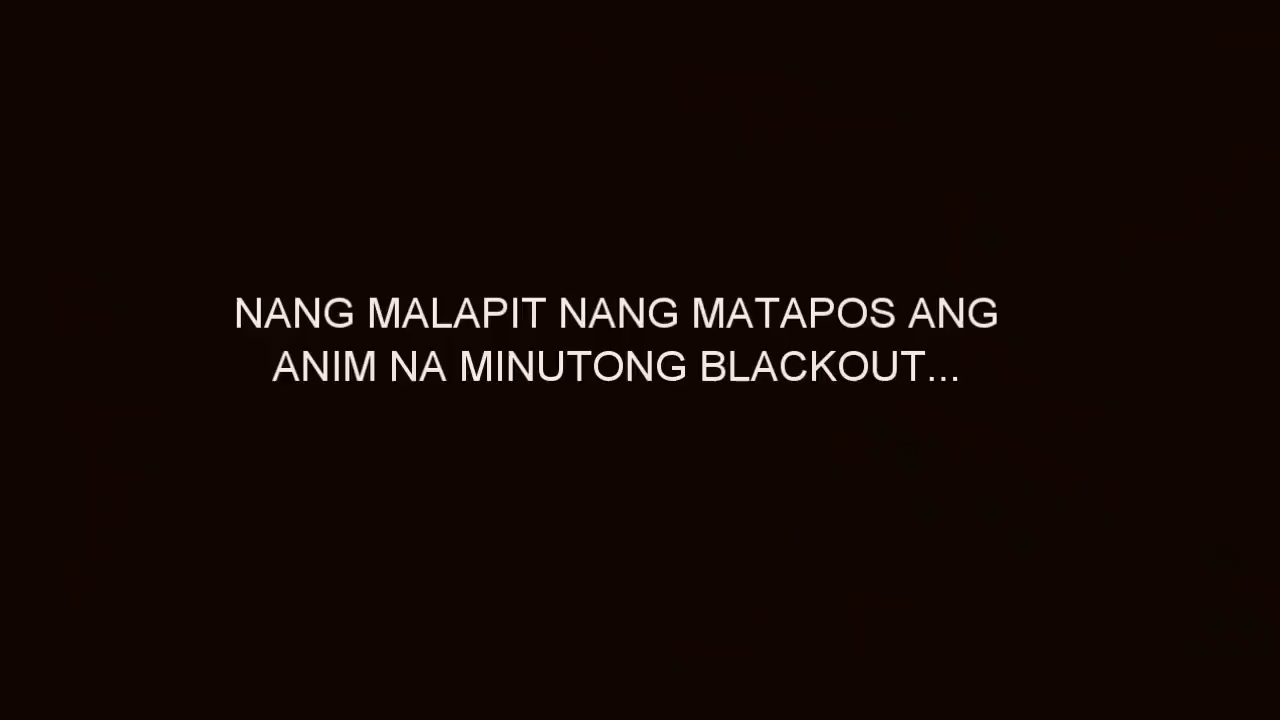 NANG MALAPIT NANG MATAPOS ANG
ANIM NA MINUTONG BLACKOUT...